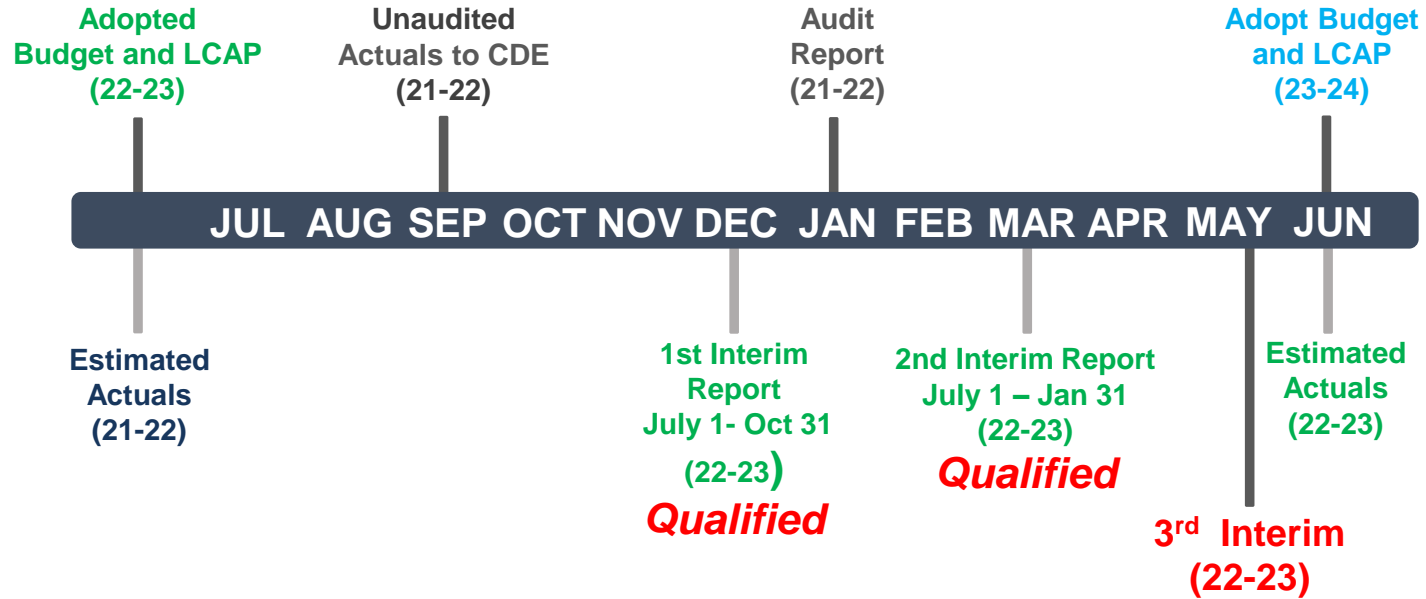 Adopted
Budget and LCAP
(22-23)
Unaudited
Actuals to CDE
(21-22)
Audit
Report
(21-22)
Adopt Budget
and LCAP
(23-24)
JUL AUG SEP OCT NOV DEC JAN FEB MAR APR MAY JUN
Estimated
Actuals
(21-22)
1st Interim
Report
July 1- Oct 31
(22-23)
Qualified
2nd Interim Report
July 1 – Jan 31
(22-23)
Qualified
3rd Interim
(22-23)
Estimated
Actuals
(22-23)